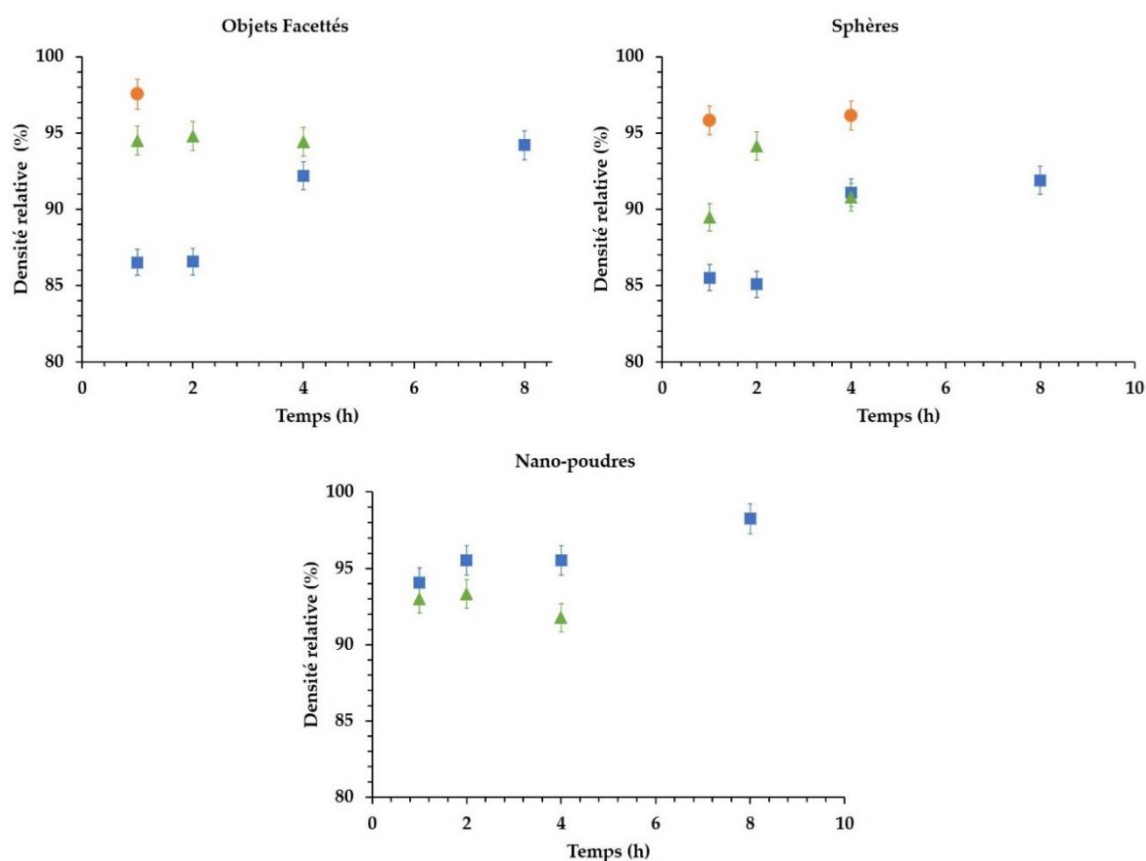 Objets Facettés
100
95
90
85
80
Densité relative (%)
0 2 4 6 8
Temps (h)
Sphères
100
95
90
85
80
Densité relative (%)
0 2 4 6 8 10
Temps (h)
Nano-poudres
100
95
90
85
80
Densité relative (%)
0 2 4 6 8 10
Temps (h)